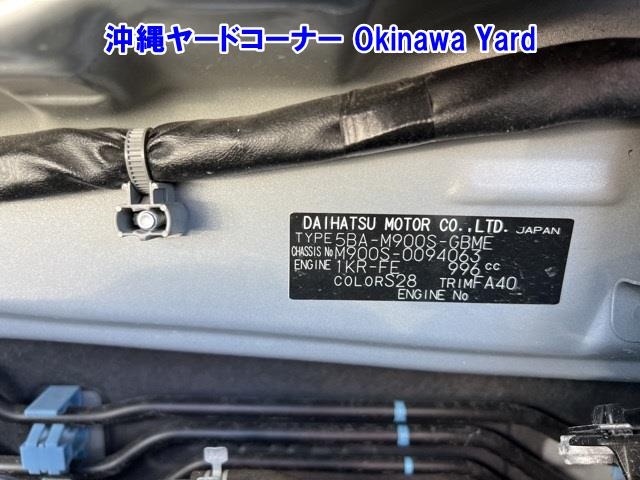 沖縄ヤードコーナー Okinawa Yard
DAIHATSU MOTOR CO.,LTD. JAPAN
TYPE 5BA-M900S-GBME
CHASSIS No M900S-0094063
ENGINE 1KR-FE 996 cc
COLOR S28 TRIM FA40
ENGINE No